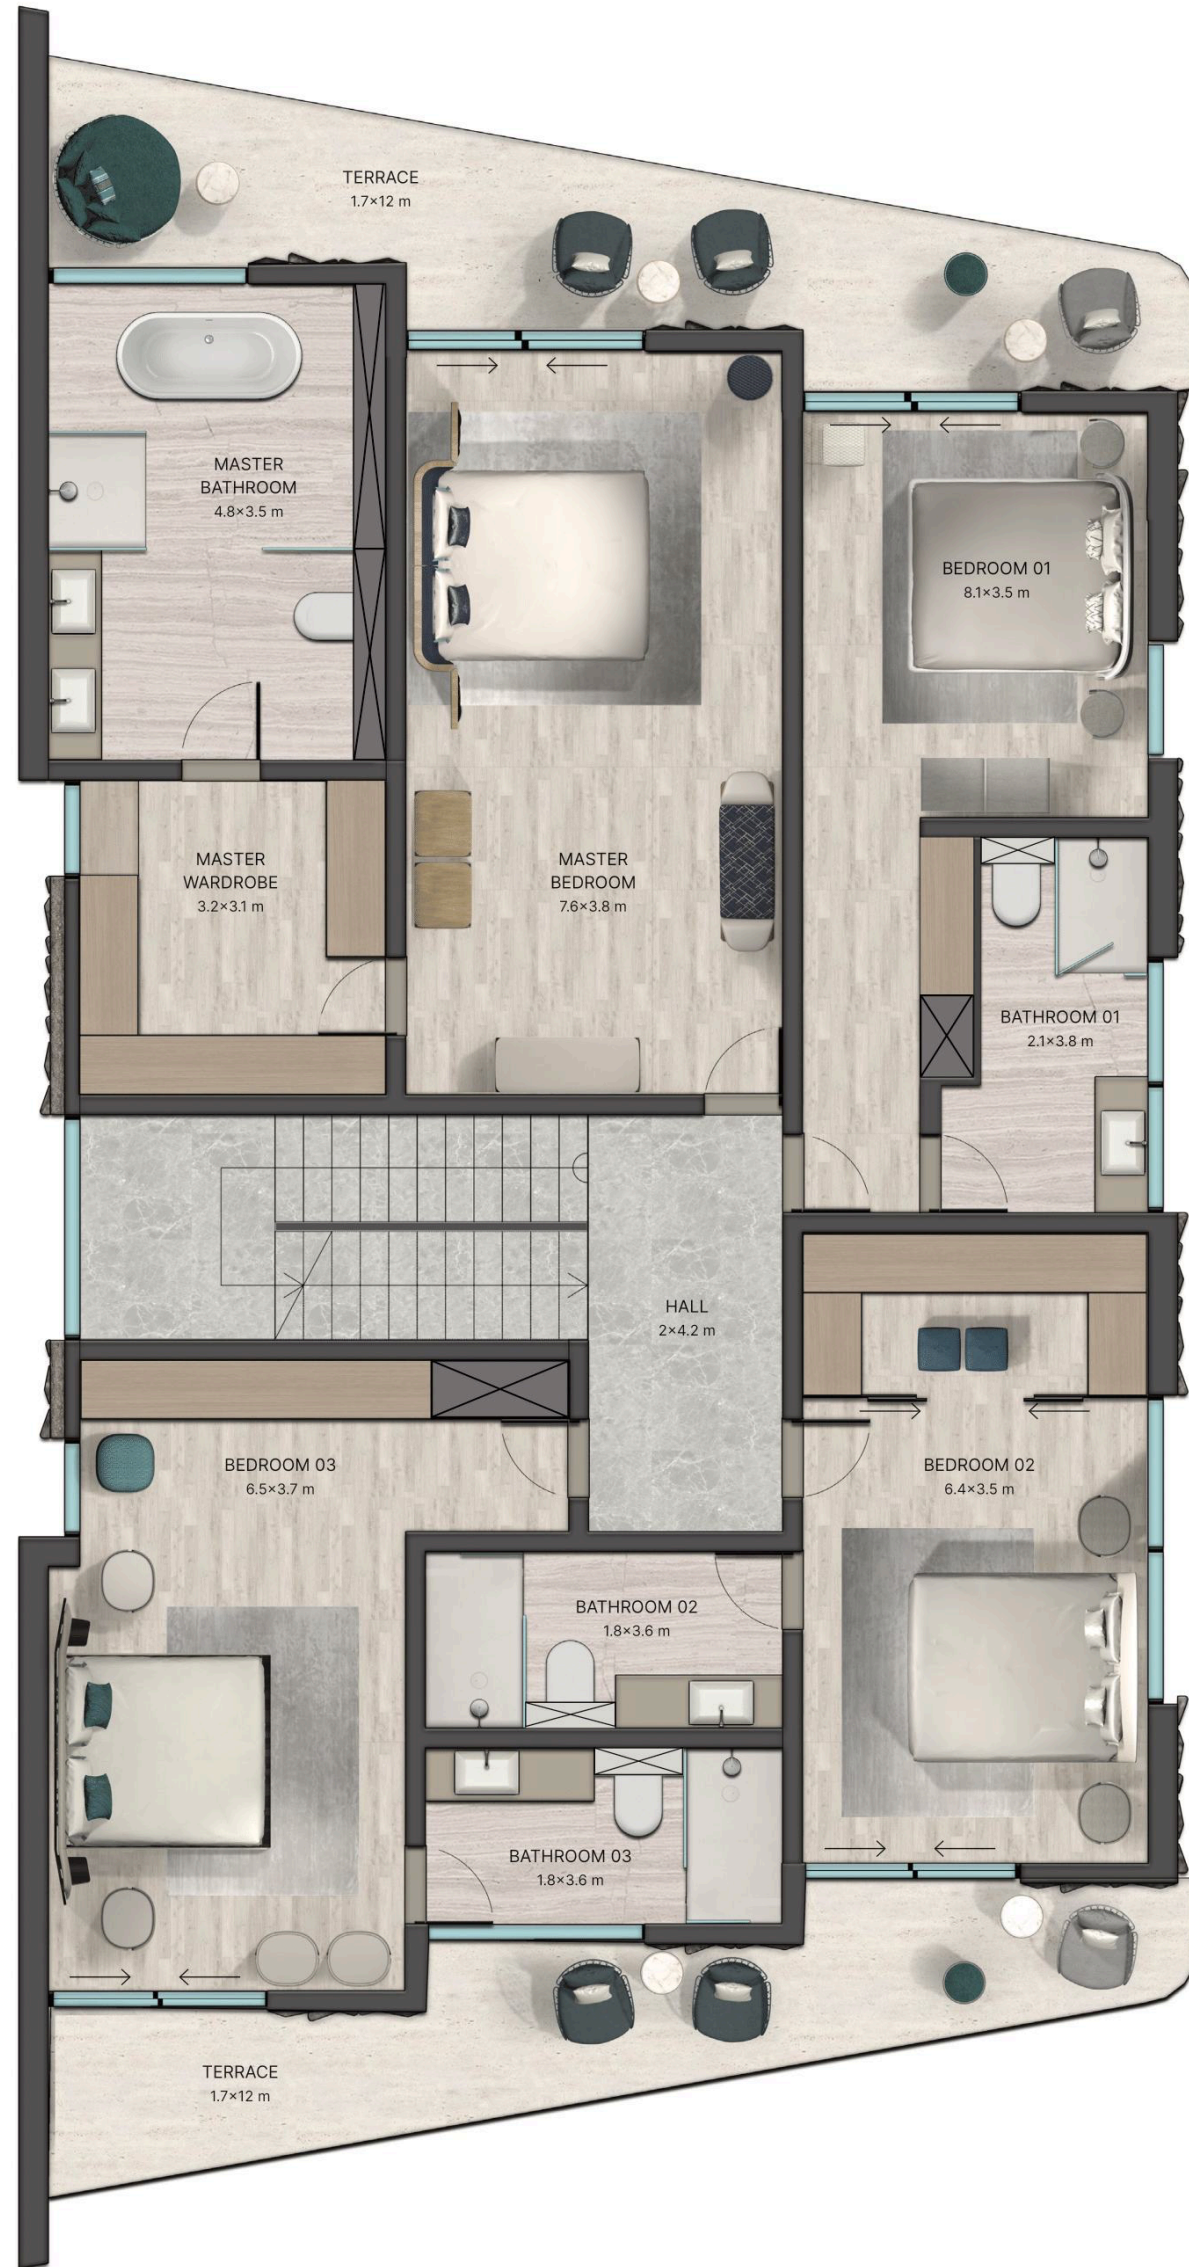 TERRACE
1.7×12 m
MASTER
BATHROOM
4.8×3.5 m
BEDROOM 01
8.1×3.5 m
MASTER
WARDROBE
3.2×3.1 m
MASTER
BEDROOM
7.6×3.8 m
BATHROOM 01
2.1×3.8 m
HALL
2×4.2 m
BEDROOM 03
6.5×3.7 m
BEDROOM 02
6.4×3.5 m
BATHROOM 02
1.8×3.6 m
BATHROOM 03
1.8×3.6 m
TERRACE
1.7×12 m